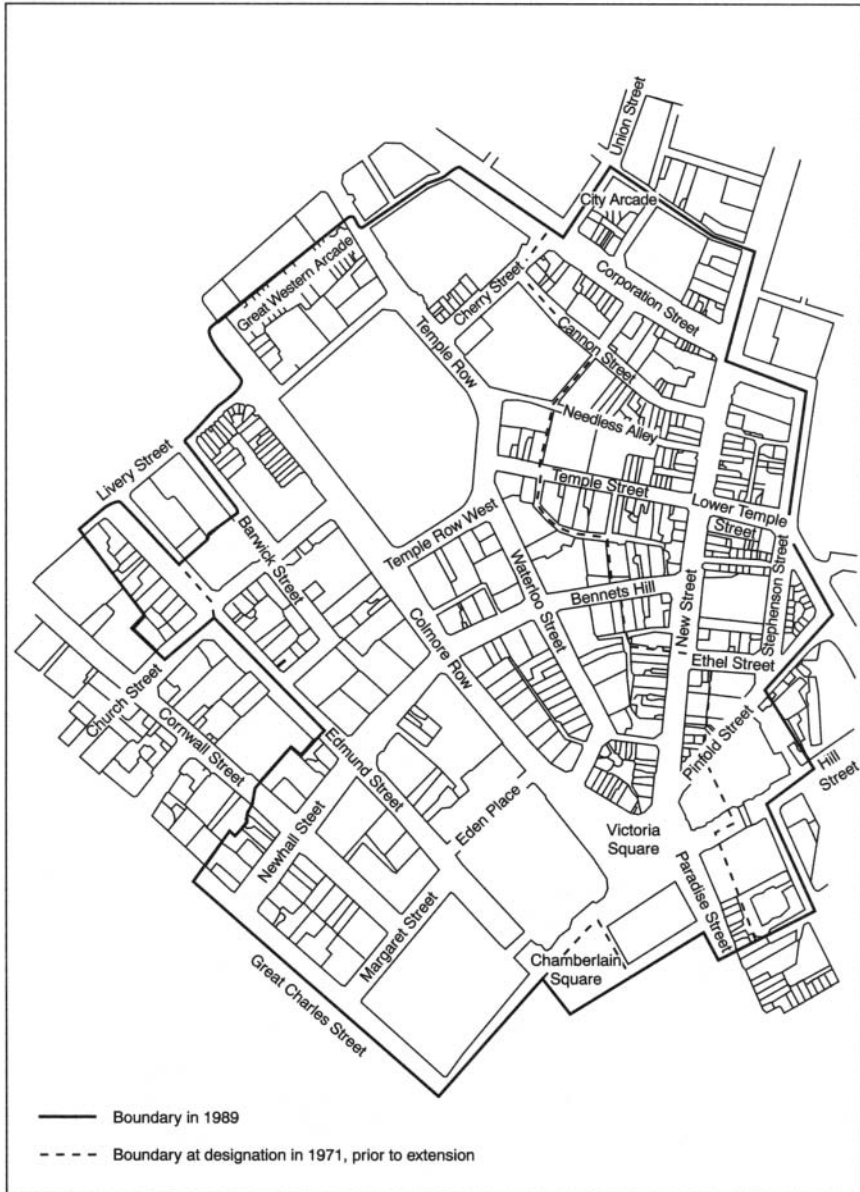 Union Street
City Arcade
Great Western Arcade
Cherry Street
Corporation Street
Temple Row
Cannon Street
Needless Alley
Livery Street
Temple Street
Lower Temple
Street
Barwick Street
Temple Row West
Waterloo Street
Bennets Hill
New Street
Stephenson Street
Colmore Row
Ethel Street
Church Street
Cornwall Street
Edmund Street
Pinfold Street
Hill
Street
Eden Place
Victoria
Square
Newhall Steet
Paradise Street
Margaret Street
Chamberlain
Square
Great Charles Street
Boundary in 1989
Boundary at designation in 1971, prior to extension